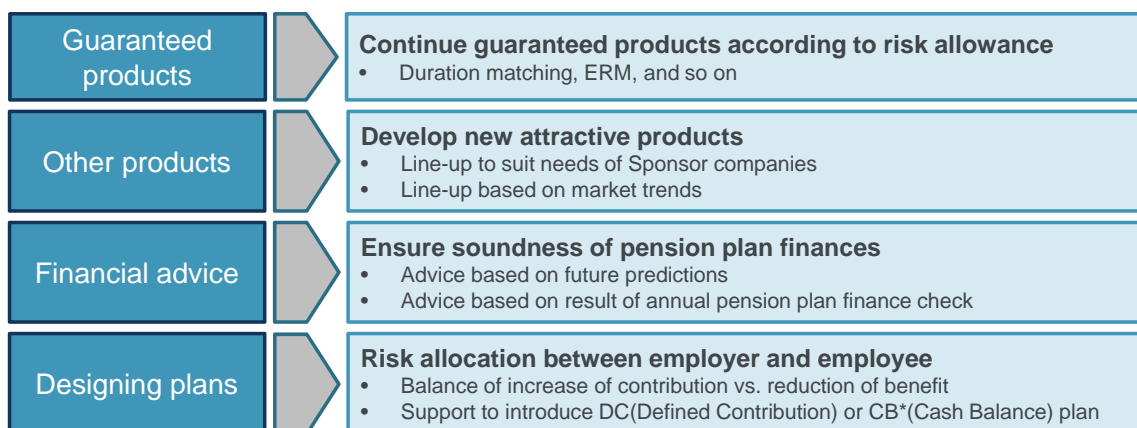 Guaranteed
products
Continue guaranteed products according to risk allowance
• Duration matching, ERM, and so on
Other products
Develop new attractive products
• Line-up to suit needs of Sponsor companies
• Line-up based on market trends
Financial advice
Ensure soundness of pension plan finances
• Advice based on future predictions
• Advice based on result of annual pension plan finance check
Designing plans
Risk allocation between employer and employee
• Balance of increase of contribution vs. reduction of benefit
• Support to introduce DC(Defined Contribution) or CB*(Cash Balance) plan